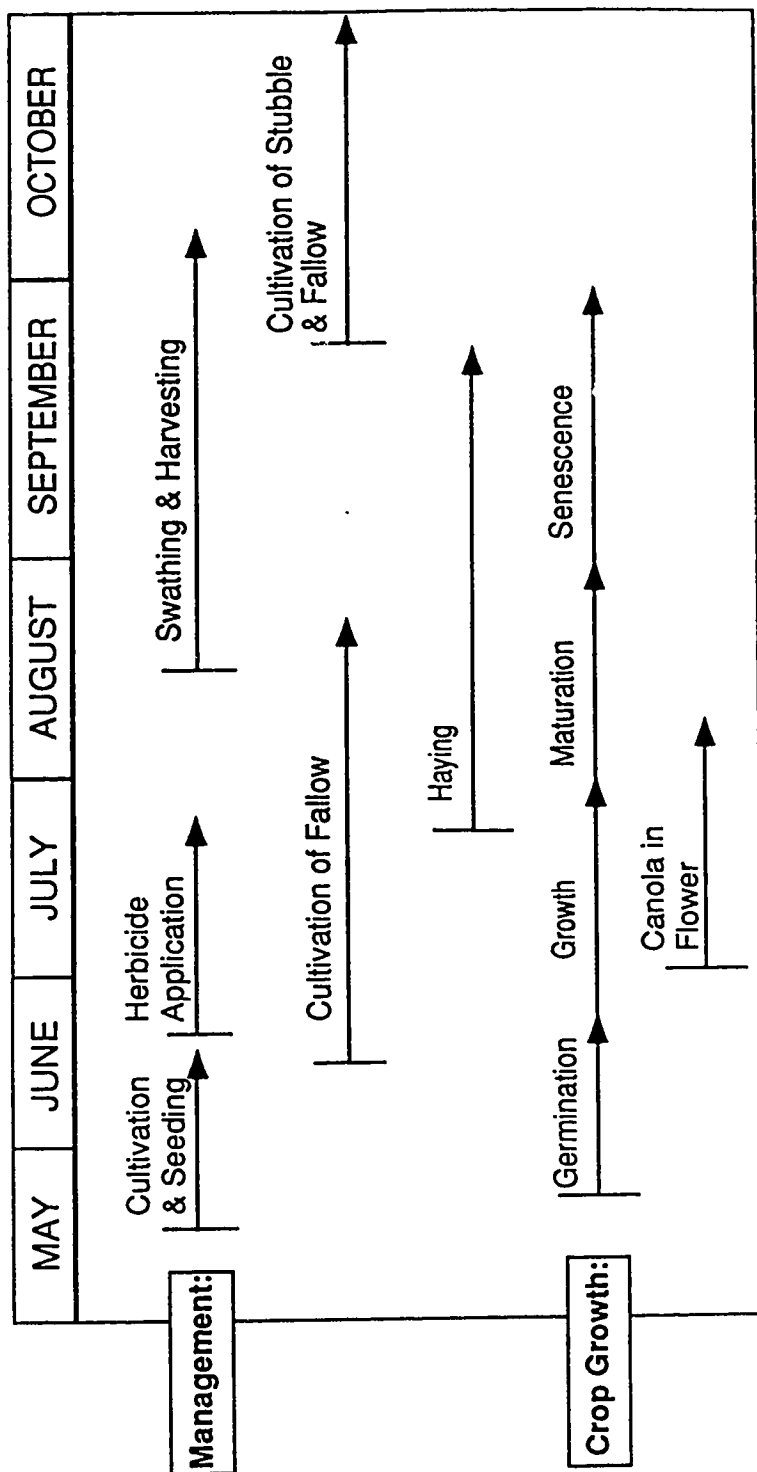 MAY JUNE JULY AUGUST SEPTEMBER OCTOBER
Management:
Cultivation
& Seeding
Herbicide
Application
Swathing & Harvesting
Cultivation of Fallow
Cultivation of Stubble
& Fallow
Haying
Crop Growth:
Germination
Growth
Maturation
Senescence
Canola in
Flower